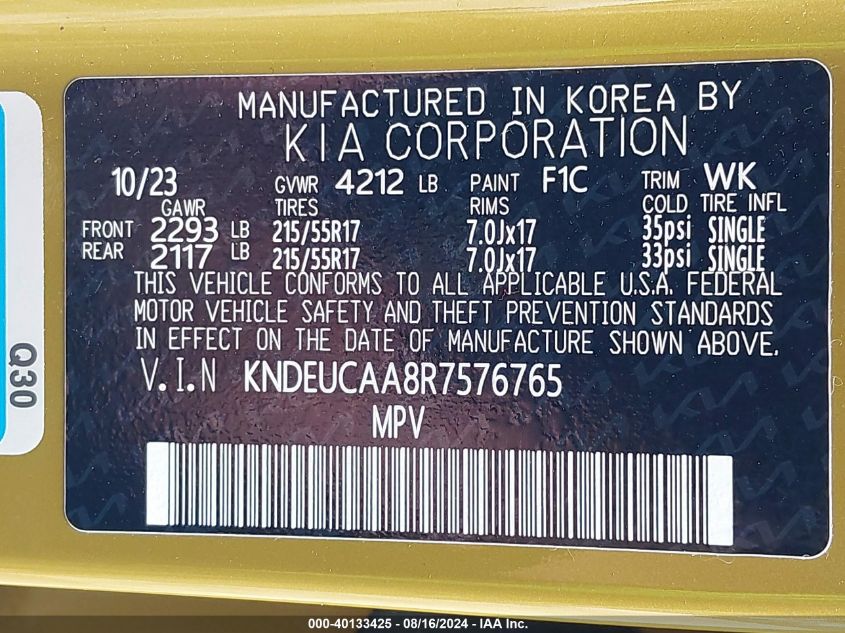 MANUFACTURED IN KOREA BY
KIA CORPORATION
10/23 GVWR 4212 LB PAINT F1C TRIM WK
GAWR TIRES RIMS COLD TIRE INFL
FRONT 2293 LB 215/55R17 7.0Jx17 35psi SINGLE
REAR 2117 LB 215/55R17 7.0Jx17 33psi SINGLE
THIS VEHICLE CONFORMS TO ALL APPLICABLE U.S.A. FEDERAL
MOTOR VEHICLE SAFETY AND THEFT PREVENTION STANDARDS
IN EFFECT ON THE DATE OF MANUFACTURE SHOWN ABOVE.
V.I.N KNDEUCAA8R7576765
MPV
Q30
000-40133425 - 08/16/2024 - IAA Inc.